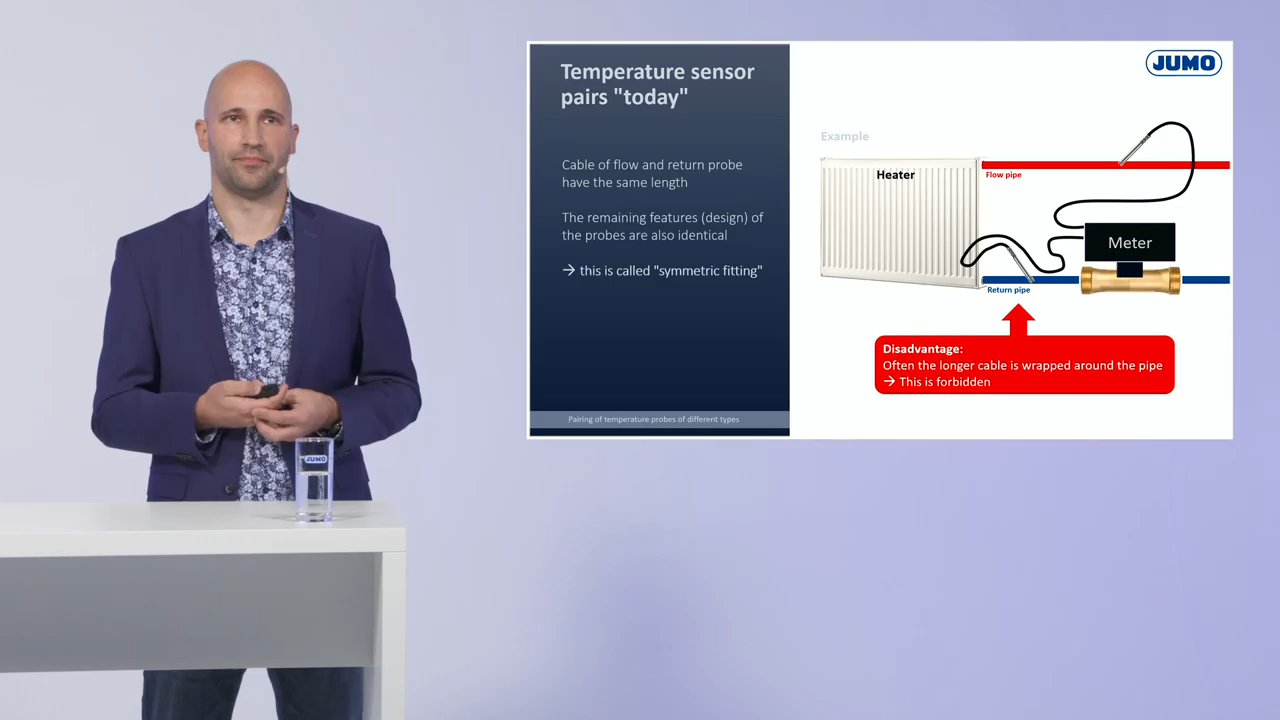 Temperature sensor
pairs "today"
Cable of flow and return probe
have the same length
The remaining features (design) of
the probes are also identical
→ this is called "symmetric fitting"
Pairing of temperature probes of different types
JUMO
Example
Heater
Flow pipe
Meter
Return pipe
Disadvantage:
Often the longer cable is wrapped around the pipe
→ This is forbidden
JUMO